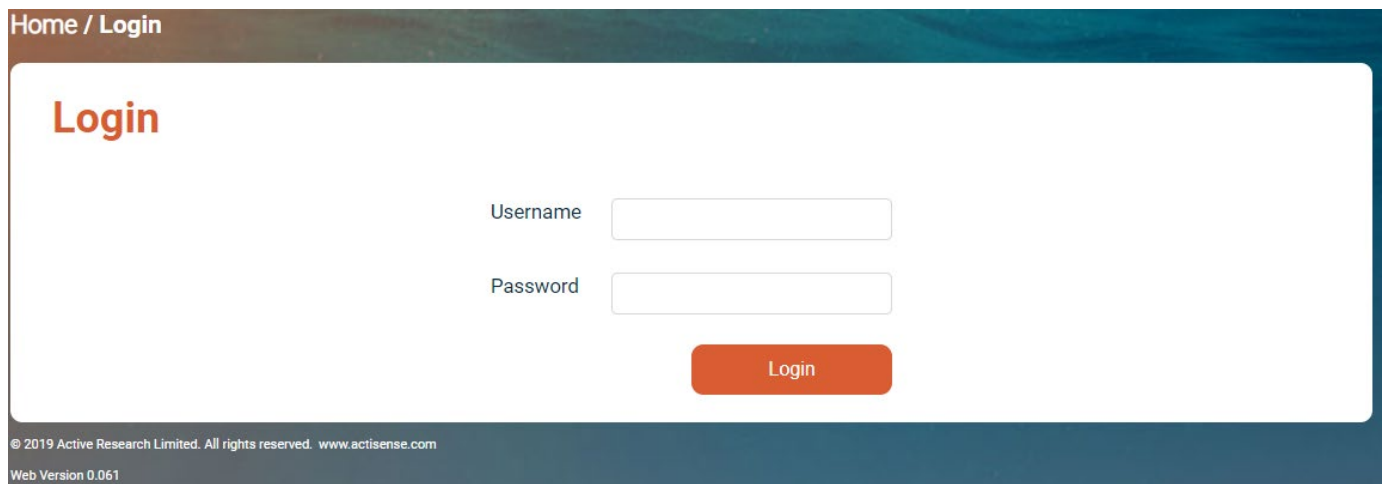 Home / Login
Login
Username
Password
Login
© 2019 Active Research Limited. All rights reserved. www.actisense.com
Web Version 0.061